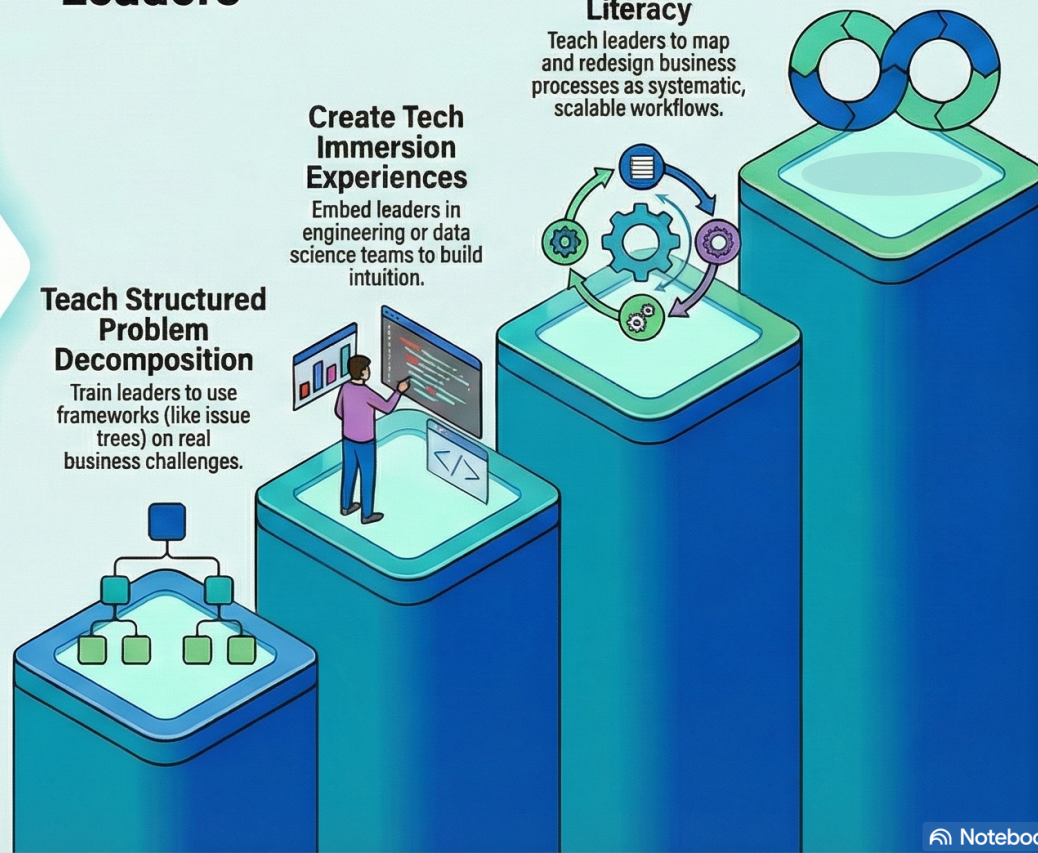 Leaders
Literacy
Teach leaders to map
and redesign business
processes as systematic,
scalable workflows.
Create Tech
Immersion
Experiences
Embed leaders in
engineering or data
science teams to build
intuition.
Teach Structured
Problem
Decomposition
Train leaders to use
frameworks (like issue
trees) on real
business challenges.
</> 
Noteboo